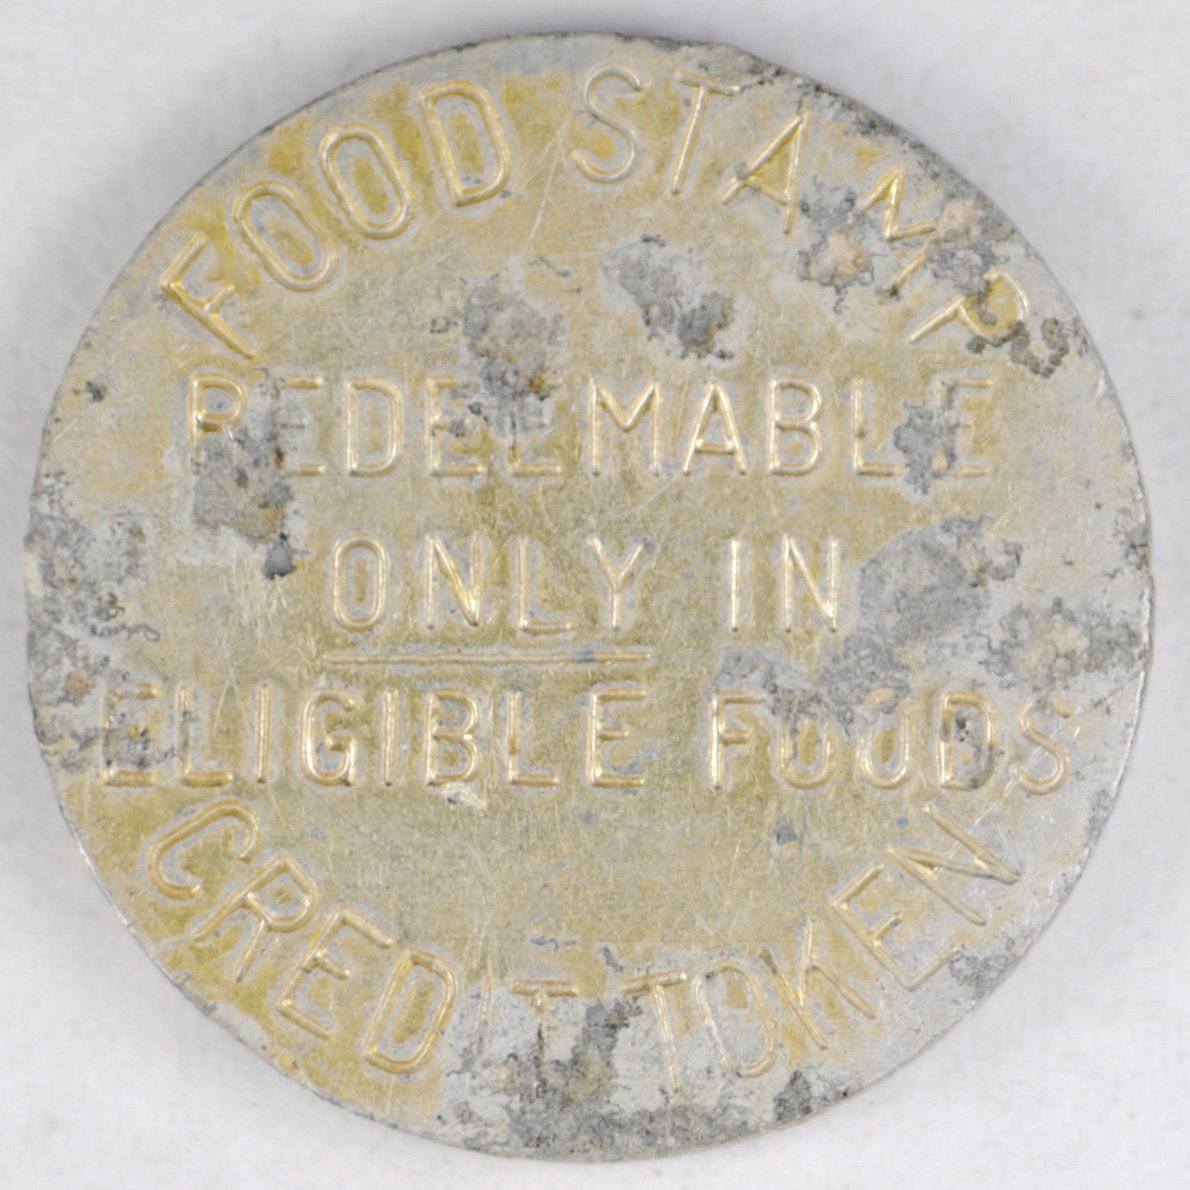 FOOD STAMP
REDEEMABLE
ONLY IN
ELIGIBLE FOODS
CREDIT TOKEN